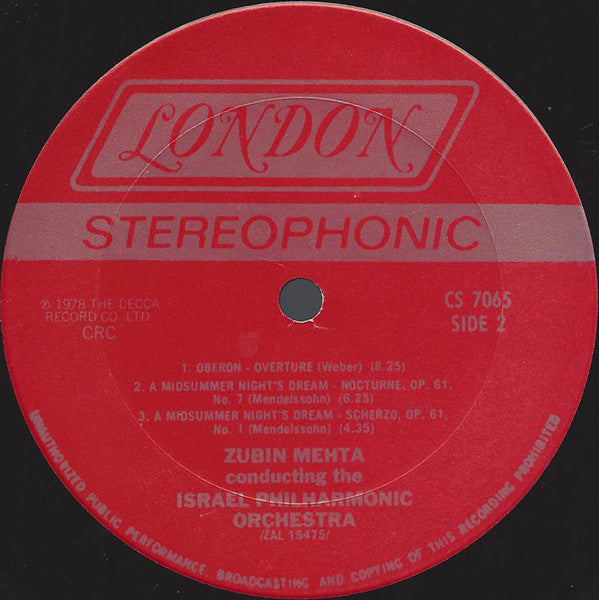 LONDON
STEREOPHONIC
℗ 1978 THE DECCA
RECORD CO. LTD.
CRC
CS 7065
SIDE 2
1. OBERON - OVERTURE (Weber) (8.25)
2. A MIDSUMMER NIGHT'S DREAM - NOCTURNE, OP. 61,
No. 7 (Mendelssohn) (6.25)
3. A MIDSUMMER NIGHT'S DREAM - SCHERZO, OP. 61,
No. 1 (Mendelssohn) (4.35)
ZUBIN MEHTA
conducting the
ISRAEL PHILHARMONIC
ORCHESTRA
/ZAL 15475/
UNAUTHORIZED PUBLIC PERFORMANCE, BROADCASTING AND COPYING OF THIS RECORDING PROHIBITED